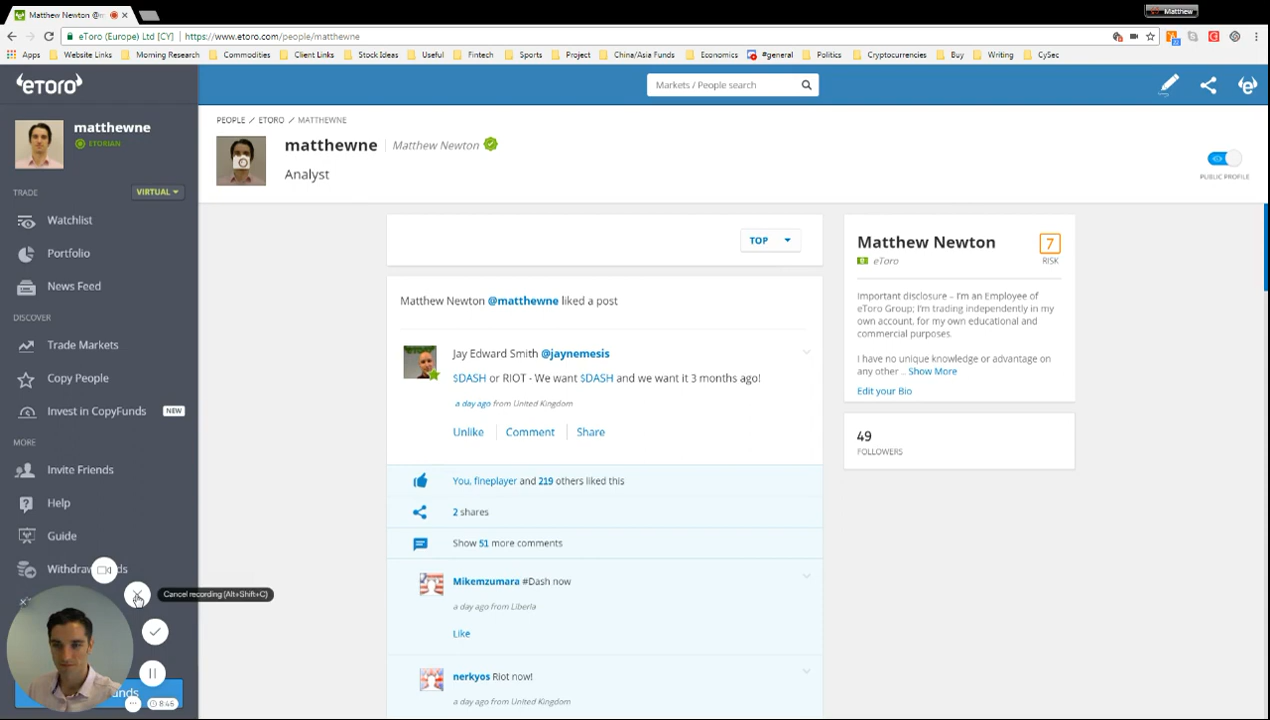 Matthew Newton @m
Matthew
eToro (Europe) Ltd [CY]
https://www.etoro.com/people/matthewne
Apps
Website Links
Morning Research
Commodities
Client Links
Stock Ideas
Useful
Fintech
Sports
Project
China/Asia Funds
Economics
#general
Politics
Cryptocurrencies
Buy
Writing
CySec
eToro
Markets / People search
matthewne
ETORIAN
PEOPLE / ETORO / MATTHEWNE
matthewne
Matthew Newton
Analyst
PUBLIC PROFILE
TRADE
VIRTUAL
Watchlist
Portfolio
News Feed
DISCOVER
Trade Markets
Copy People
Invest in CopyFunds
NEW
MORE
Invite Friends
Help
Guide
Cancel recording (Alt+Shift+C)
8:46
TOP
Matthew Newton @matthewne liked a post
Jay Edward Smith @jaynemesis
$DASH or RIOT - We want $DASH and we want it 3 months ago!
a day ago from United Kingdom
Unlike
Comment
Share
You, fineplayer and 219 others liked this
2 shares
Show 51 more comments
Mikemzumara #Dash now
a day ago from Liberia
Like
nerkyos Riot now!
a day ago from United Kingdom
Matthew Newton
7
RISK
eToro
Important disclosure – I'm an Employee of
eToro Group; I'm trading independently in my
own account, for my own educational and
commercial purposes.
I have no unique knowledge or advantage on
any other ... Show More
Edit your Bio
49
FOLLOWERS